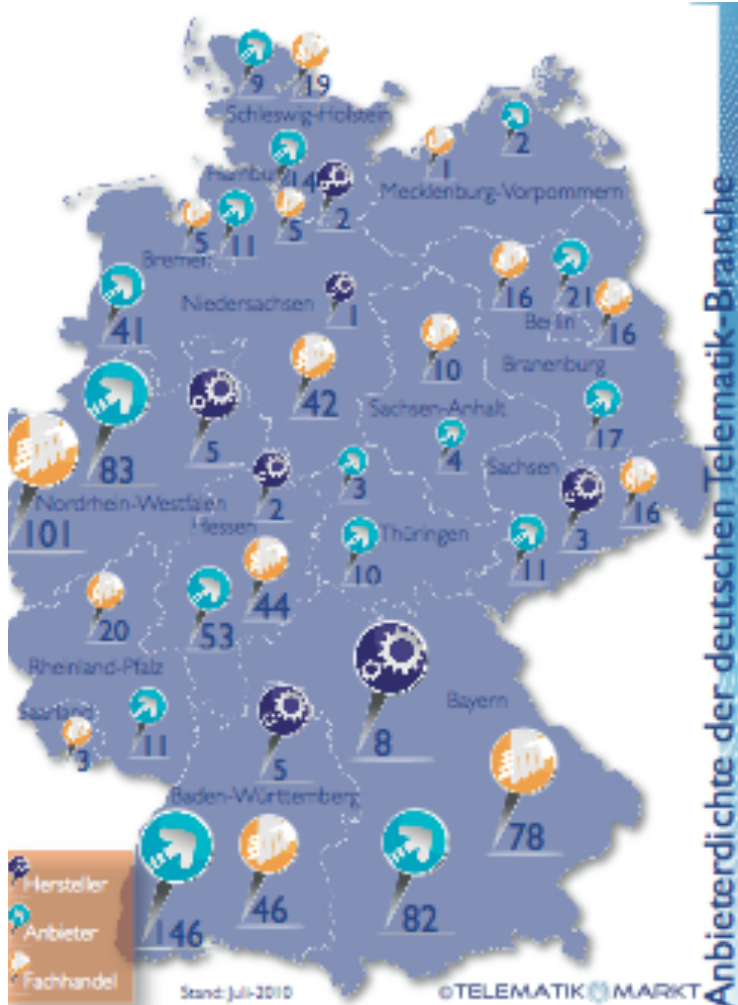 9
19
Schleswig-Holstein
2
1
Hamburg
14
2
Mecklenburg-Vorpommern
5
11
5
Bremen
16
21
Niedersachsen
1
Berlin
16
41
10
Branenburg
42
Sachsen-Anhalt
17
83
5
4
Sachsen
3
2
16
Nordrhein-Westfalen
101
Hessen
3
Thüringen
10
11
44
53
20
Rheinland-Pfalz
Bayern
Saarland
3
11
8
5
Baden-Württemberg
78
146
46
82
Hersteller
Anbieter
Fachhandel
Stand: Juli-2010
©TELEMATIK MARKT
Anbieterdichte der deutschen Telematik-Branche